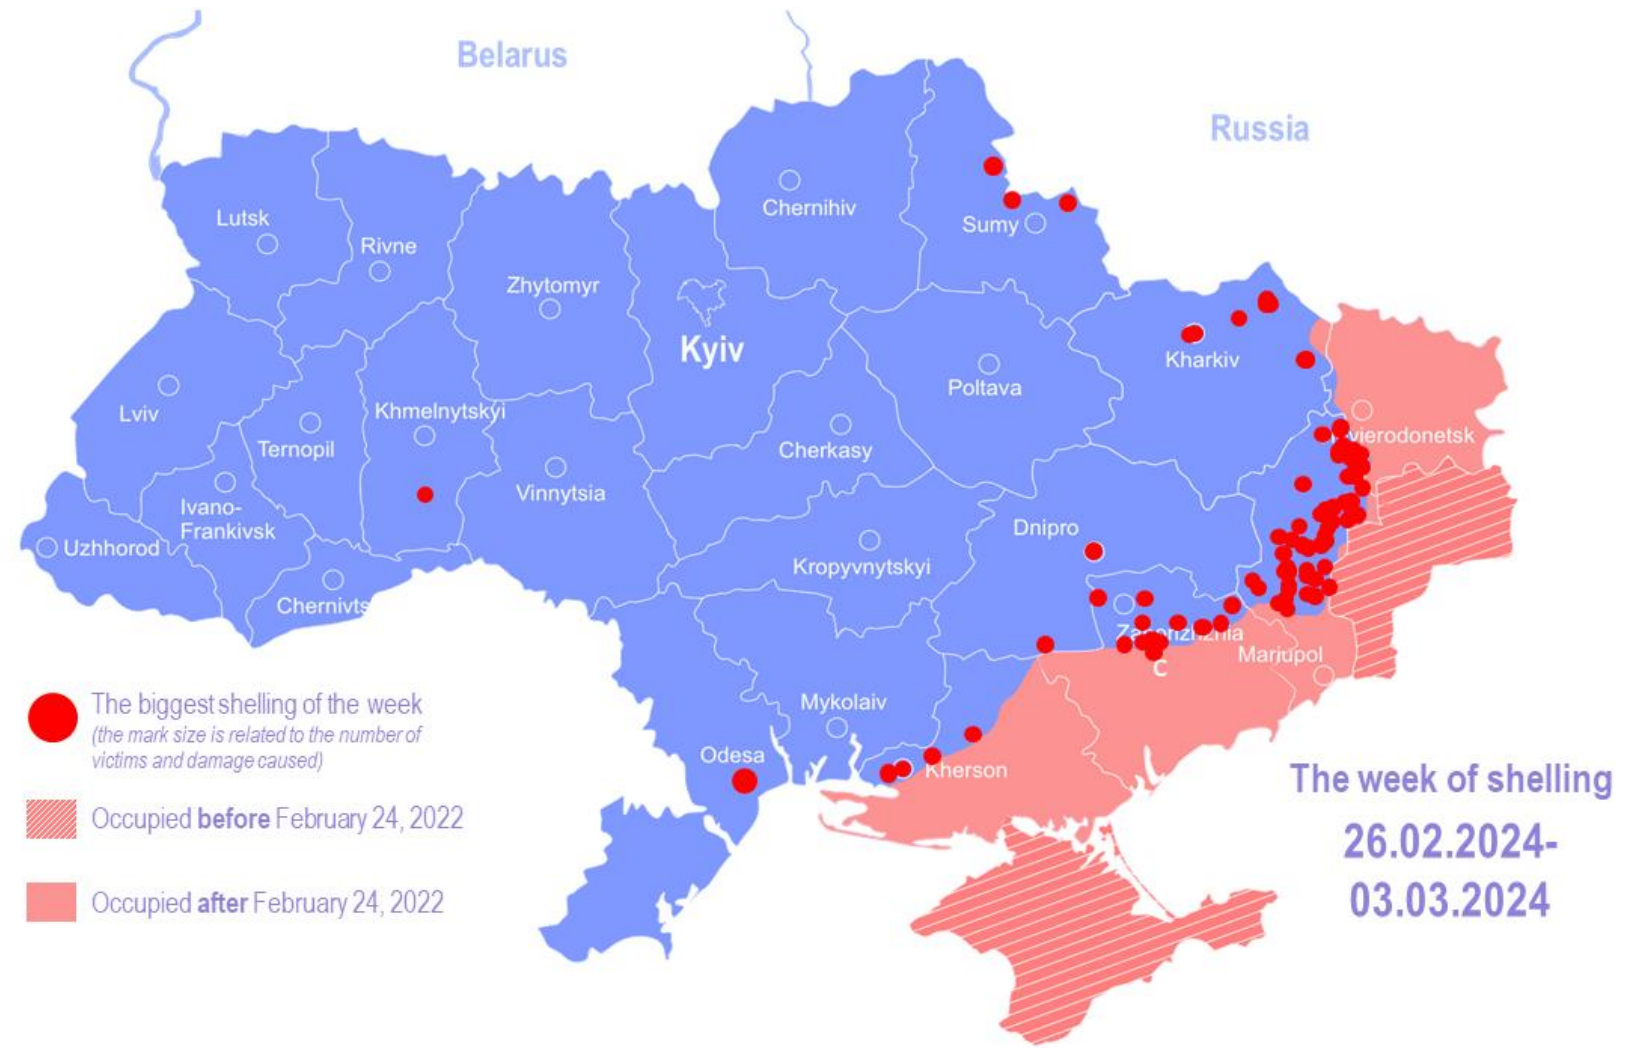 Belarus
Russia
Chernihiv
Sumy
Lutsk
Rivne
Zhytomyr
Kyiv
Kharkiv
Lviv
Khmelnytskyi
Ternopil
Poltava
Cherkasy
vierodonetsk
Vinnytsia
Ivano-
Frankivsk
Uzhhorod
Dnipro
Kropyvnytskyi
Chernivts
Mariupol
C
Mykolaiv
Odesa
Kherson
The biggest shelling of the week
(the mark size is related to the number of
victims and damage caused)
Occupied before February 24, 2022
Occupied after February 24, 2022
The week of shelling
26.02.2024-
03.03.2024